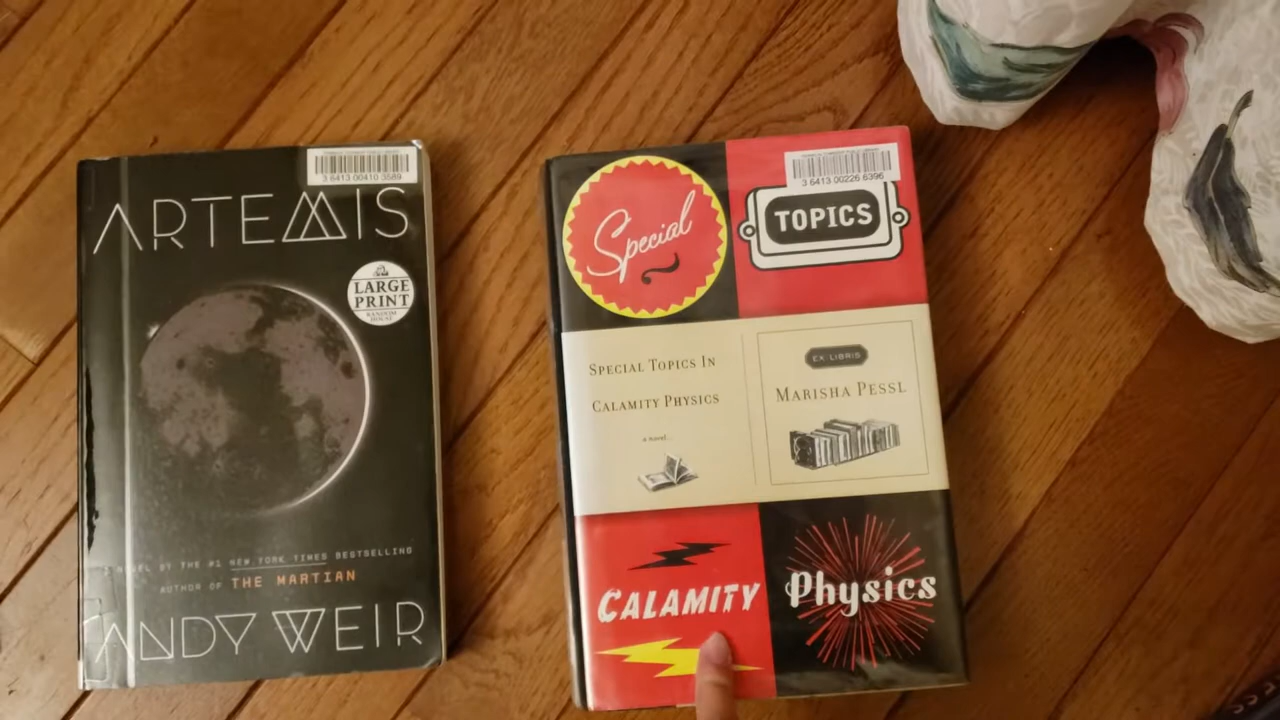 3 6413 00410 3589
ARTEMIS
LARGE
PRINT
RANDOM
HOUSE
NOVEL BY THE #1 NEW YORK TIMES BESTSELLING
AUTHOR OF THE MARTIAN
ANDY WEIR
3 6413 00226 6396
Special
TOPICS
SPECIAL TOPICS IN
CALAMITY PHYSICS
a novel...
EX LIBRIS
MARISHA PESSL
CALAMITY
Physics